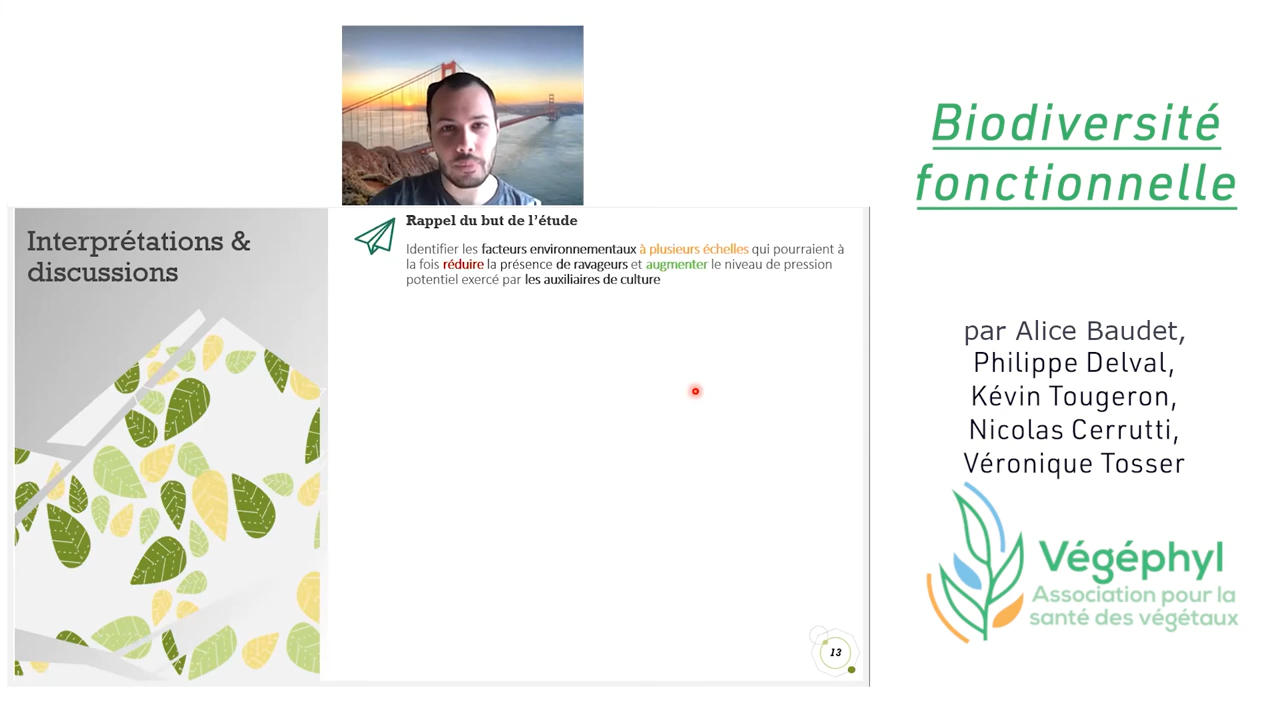 Biodiversité
fonctionnelle
Interprétations &
discussions
Rappel du but de l'étude
Identifier les facteurs environnementaux à plusieurs échelles qui pourraient à
la fois réduire la présence de ravageurs et augmenter le niveau de pression
potentiel exercé par les auxiliaires de culture
13
par Alice Baudet,
Philippe Delval,
Kévin Tougeron,
Nicolas Cerrutti,
Véronique Tosser
Végéphyl
Association pour la
santé des végétaux